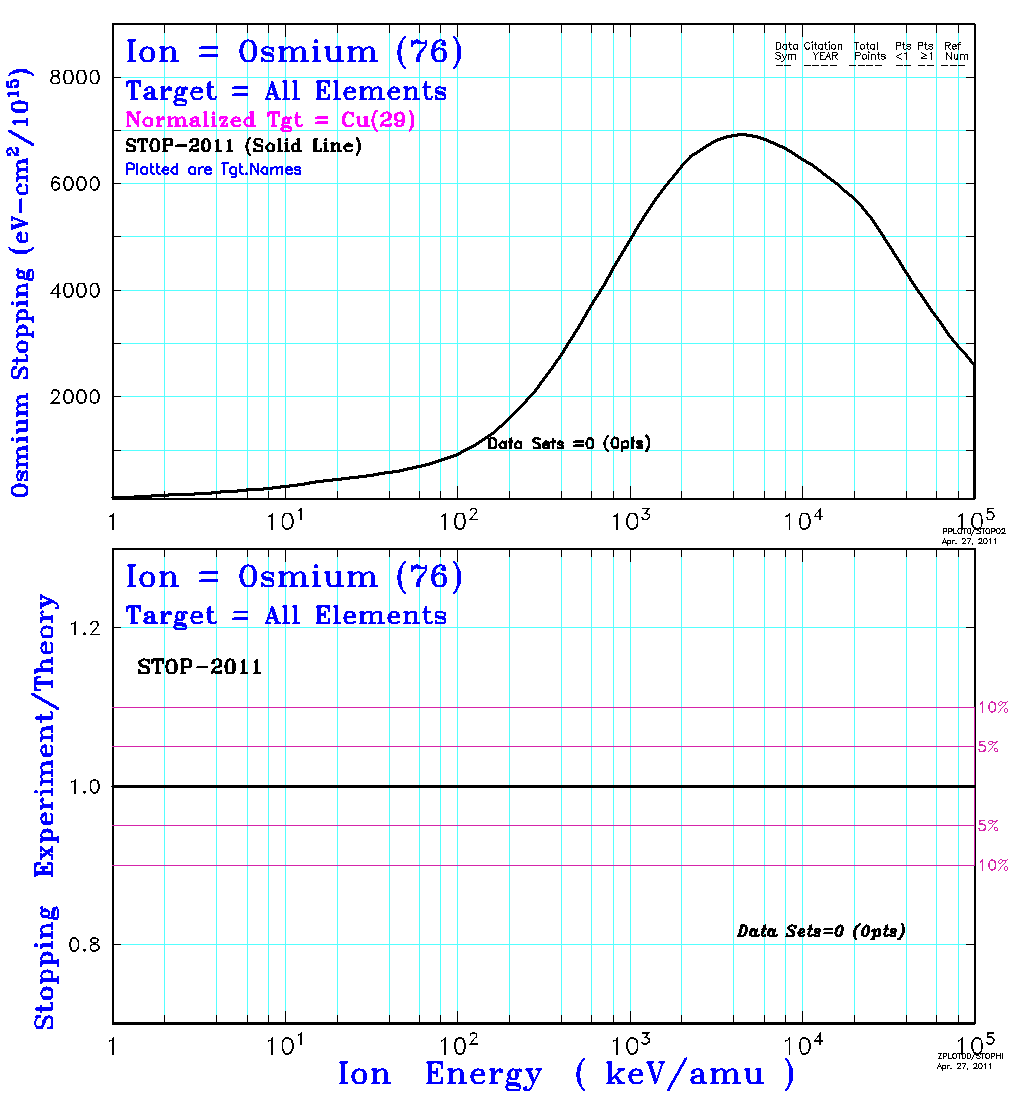 Ion = Osmium (76)
Target = All Elements
Normalized Tgt = Cu(29)
STOP-2011 (Solid Line)
Plotted are Tgt.Names
Data Citation Total Pts Pts Ref
Sym YEAR Points <1 ≥1 Num
Osmium Stopping (eV-cm²/10¹⁵)
8000
6000
4000
2000
Data Sets =0 (0pts)
1 10¹ 10² 10³ 10⁴ 10⁵
PPLOT0/STOP02
Apr. 27, 2011
Ion = Osmium (76)
Target = All Elements
STOP-2011
Stopping Experiment/Theory
1.2
1.0
0.8
10%
5%
5%
10%
Data Sets=0 (0pts)
1 10¹ 10² 10³ 10⁴ 10⁵
ZPLOT0D/STOPHI
Apr. 27, 2011
Ion Energy ( keV/amu )